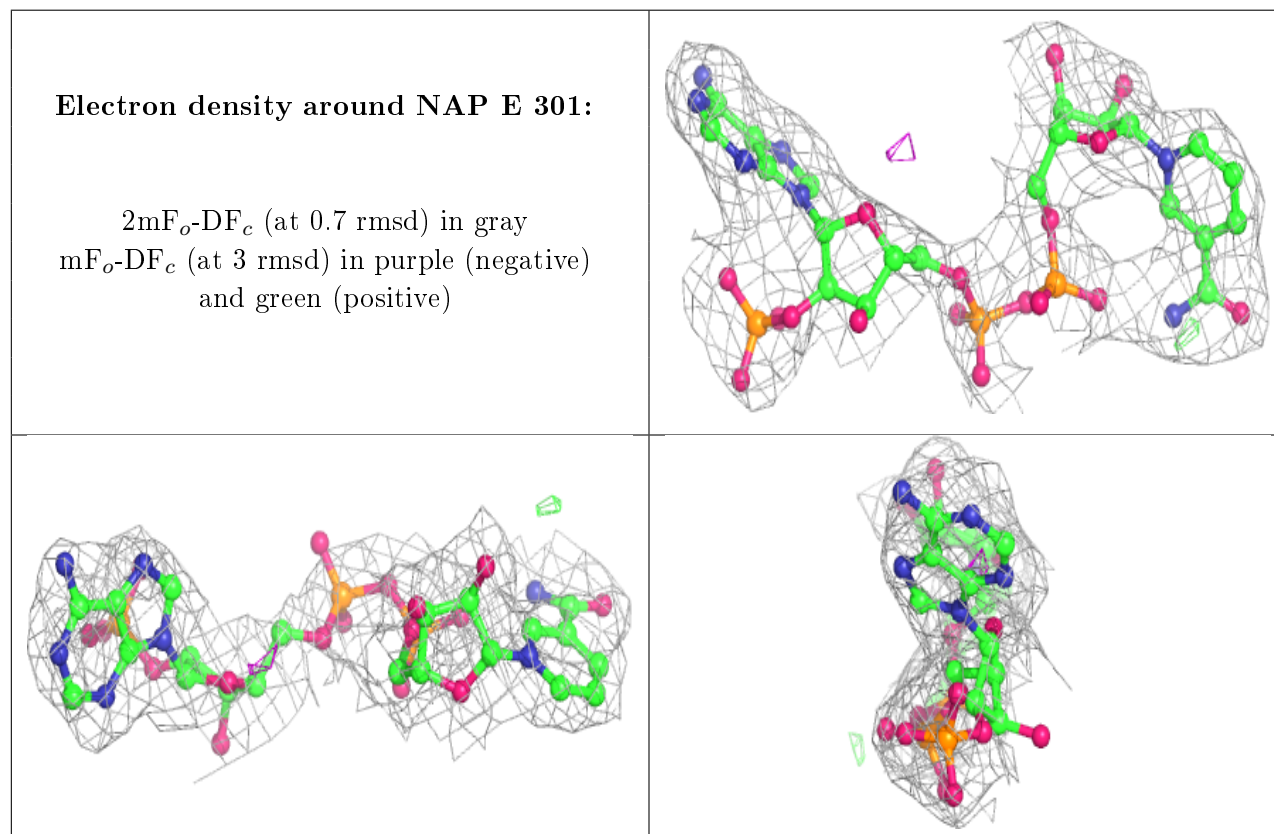 Electron density around NAP E 301:
2mFₒ-DF𝑐 (at 0.7 rmsd) in gray
mFₒ-DF𝑐 (at 3 rmsd) in purple (negative)
and green (positive)